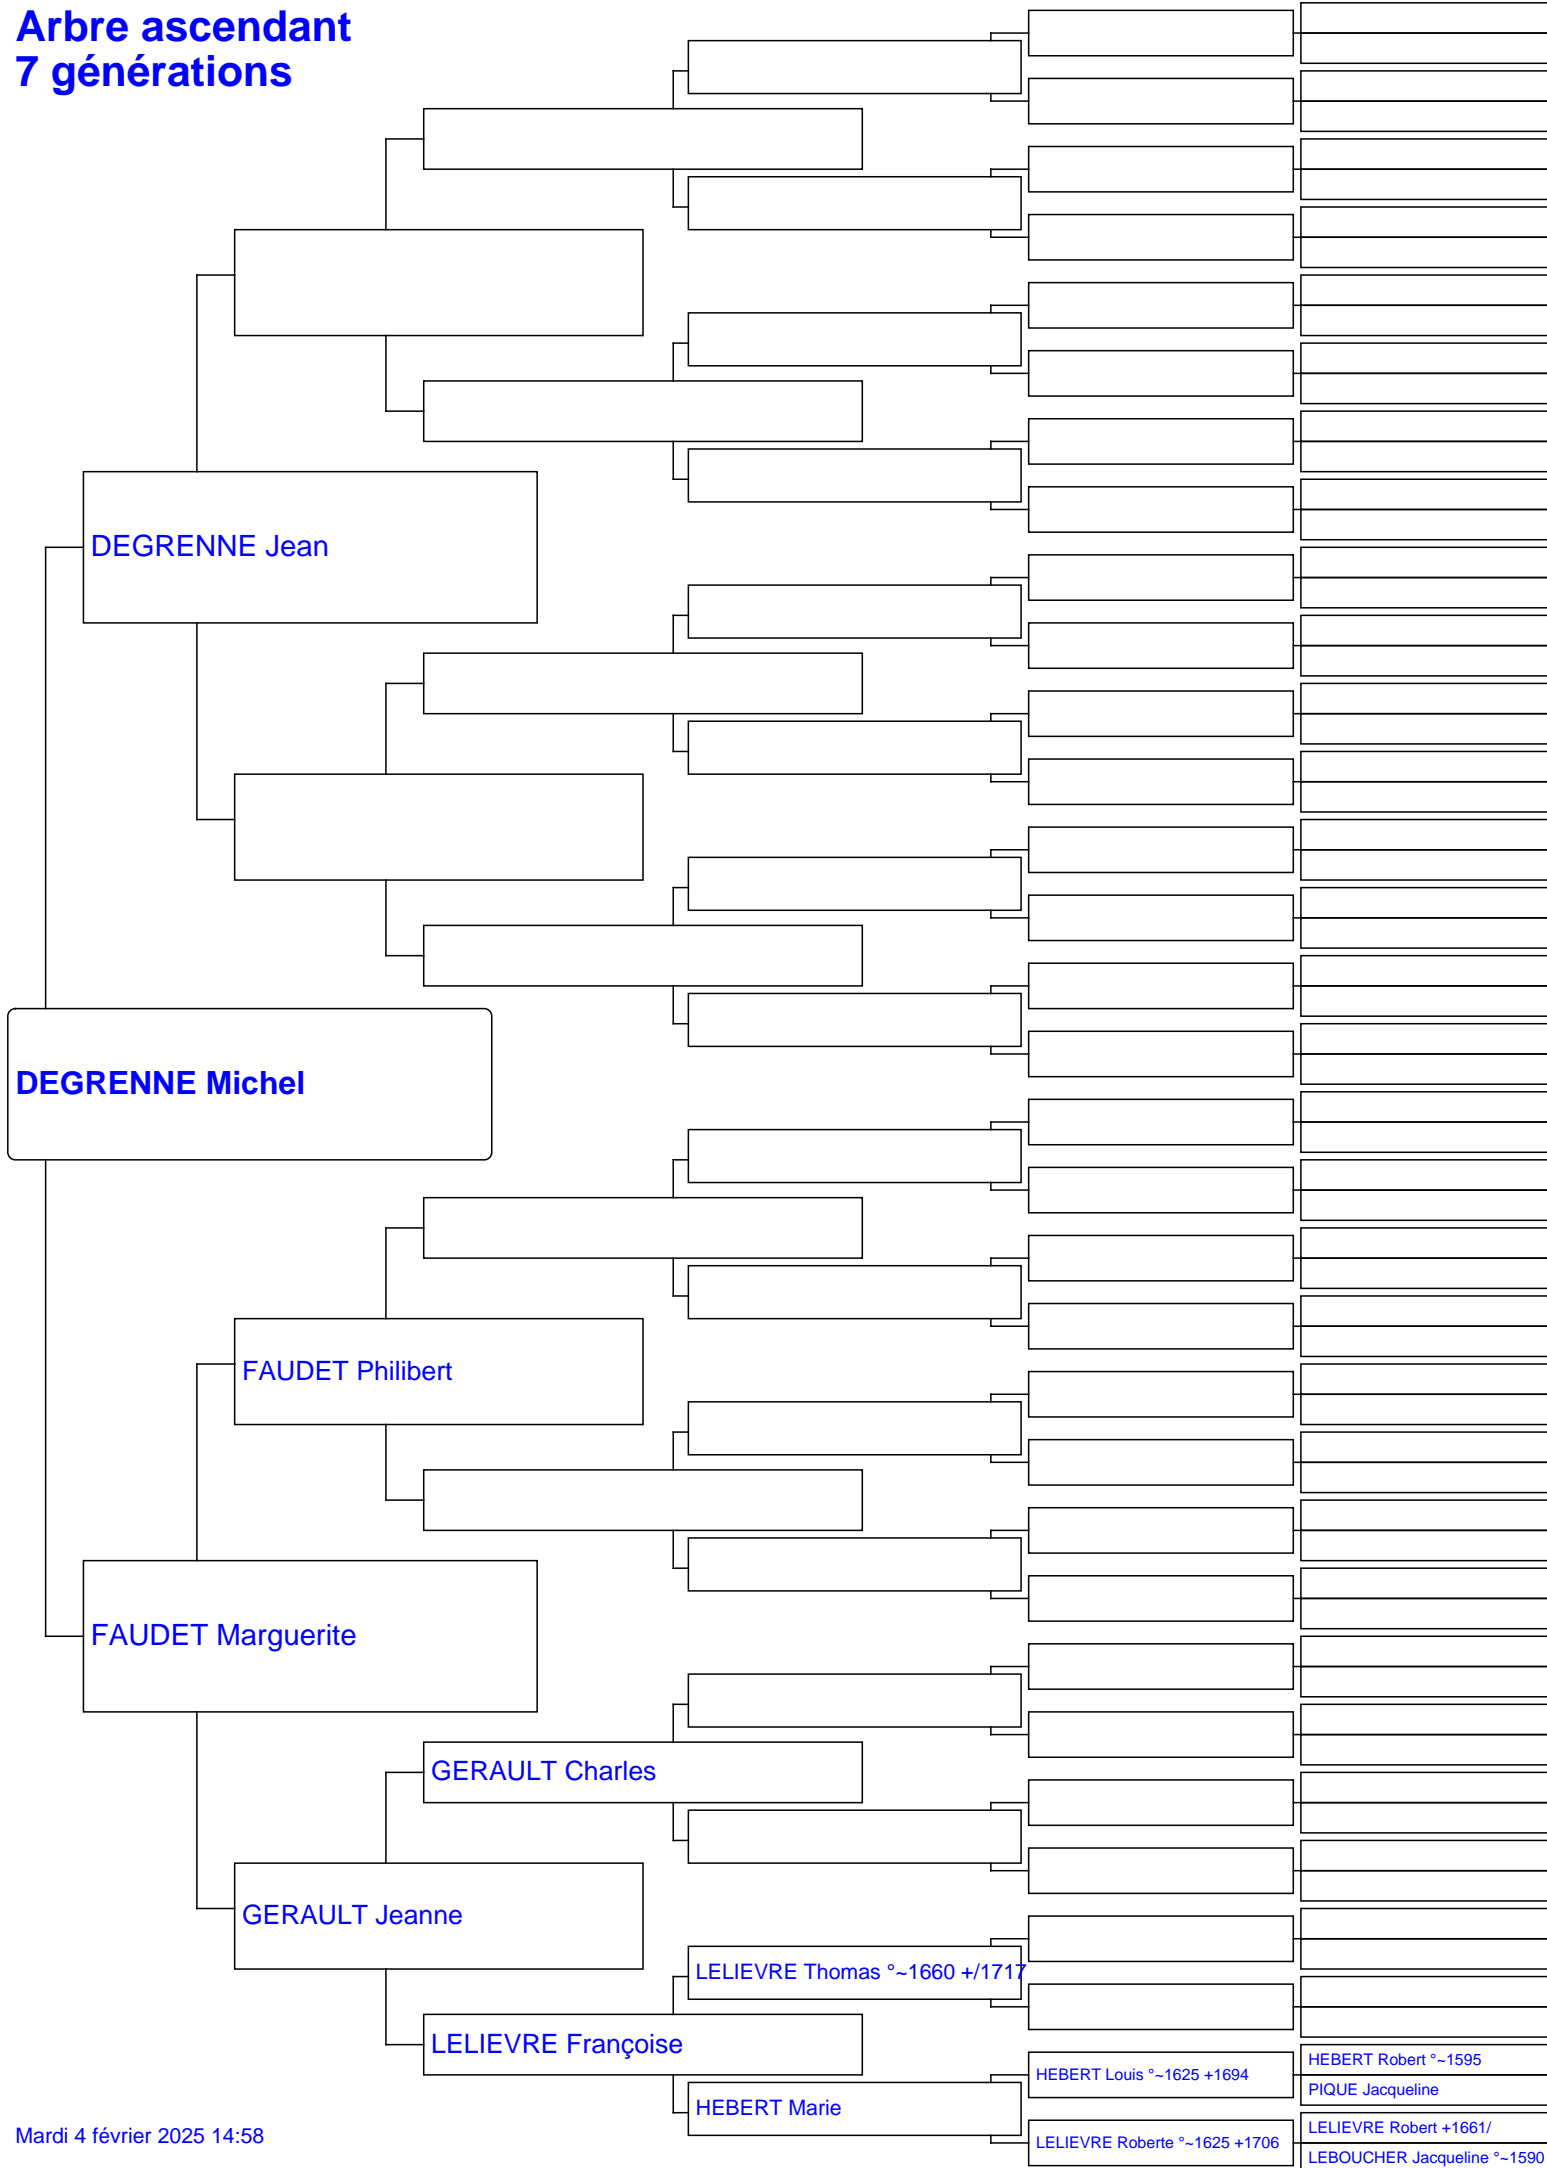 Arbre ascendant
7 générations
DEGRENNE Jean
DEGRENNE Michel
FAUDET Philibert
FAUDET Marguerite
GERAULT Charles
GERAULT Jeanne
LELIEVRE Thomas °~1660 +/1717
LELIEVRE Françoise
HEBERT Robert °~1595
HEBERT Louis °~1625 +1694
PIQUE Jacqueline
HEBERT Marie
LELIEVRE Robert +1661/
LELIEVRE Roberte °~1625 +1706
LEBOUCHER Jacqueline °~1590
Mardi 4 février 2025 14:58